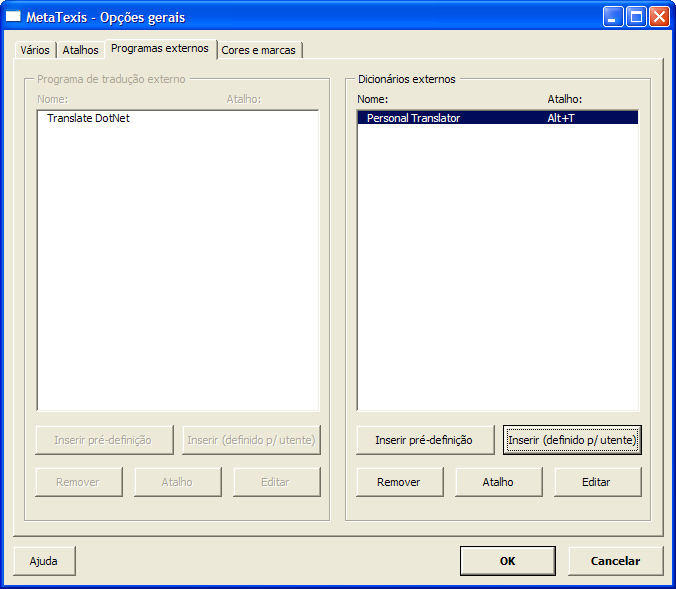 MetaTexis - Opções gerais
Vários Atalhos Programas externos Cores e marcas
Programa de tradução externo
Nome: Atalho:
Translate DotNet
Inserir pré-definição Inserir (definido p/ utente)
Remover Atalho Editar
Dicionários externos
Nome: Atalho:
Personal Translator Alt+T
Inserir pré-definição Inserir (definido p/ utente)
Remover Atalho Editar
Ajuda OK Cancelar